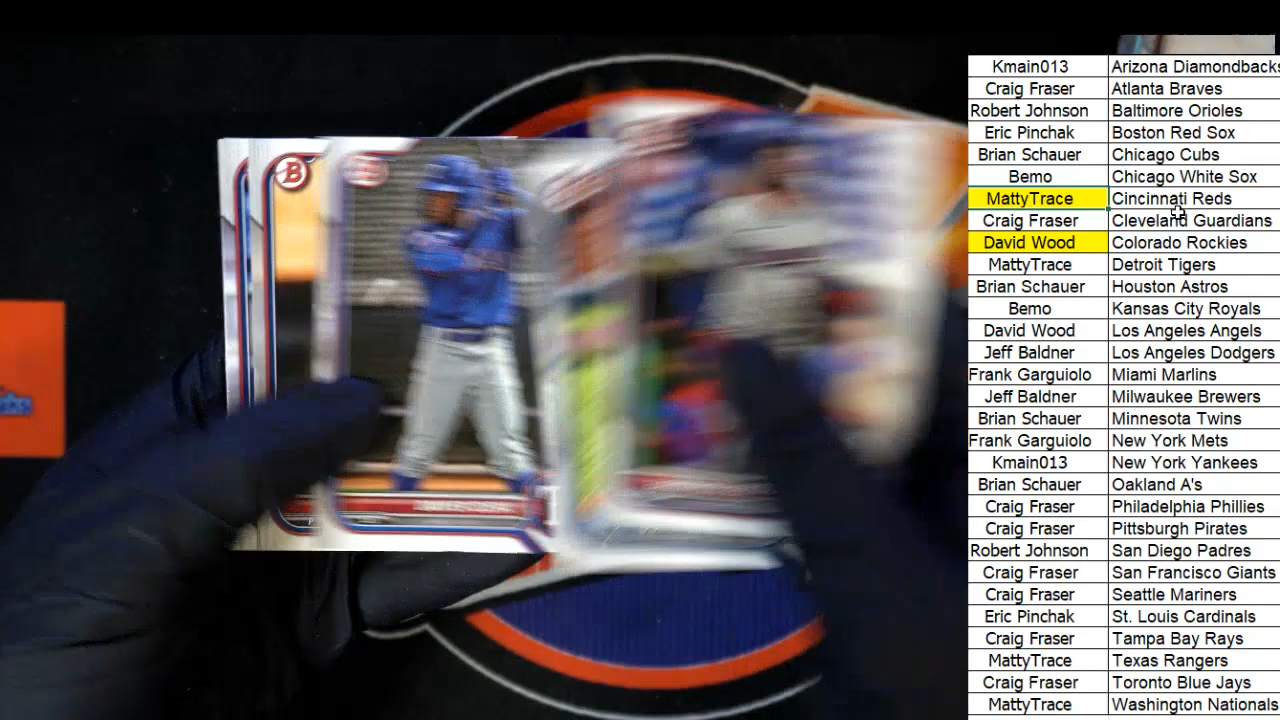 B
Kmain013 Arizona Diamondbacks
Craig Fraser Atlanta Braves
Robert Johnson Baltimore Orioles
Eric Pinchak Boston Red Sox
Brian Schauer Chicago Cubs
Bemo Chicago White Sox
MattyTrace Cincinnati Reds
Craig Fraser Cleveland Guardians
David Wood Colorado Rockies
MattyTrace Detroit Tigers
Brian Schauer Houston Astros
Bemo Kansas City Royals
David Wood Los Angeles Angels
Jeff Baldner Los Angeles Dodgers
Frank Garguiolo Miami Marlins
Jeff Baldner Milwaukee Brewers
Brian Schauer Minnesota Twins
Frank Garguiolo New York Mets
Kmain013 New York Yankees
Brian Schauer Oakland A's
Craig Fraser Philadelphia Phillies
Craig Fraser Pittsburgh Pirates
Robert Johnson San Diego Padres
Craig Fraser San Francisco Giants
Craig Fraser Seattle Mariners
Eric Pinchak St. Louis Cardinals
Craig Fraser Tampa Bay Rays
MattyTrace Texas Rangers
Craig Fraser Toronto Blue Jays
MattyTrace Washington Nationals